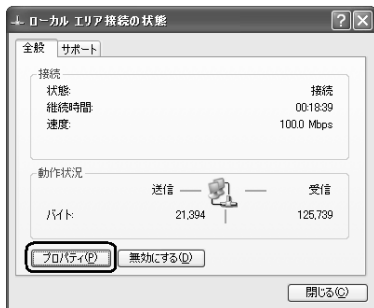 ローカル エリア接続の状態
全般 サポート
接続
状態: 接続
継続時間: 00:18:39
速度: 100.0 Mbps
動作状況
送信 受信
バイト: 21,394 125,739
プロパティ(P) 無効にする(D)
閉じる(C)